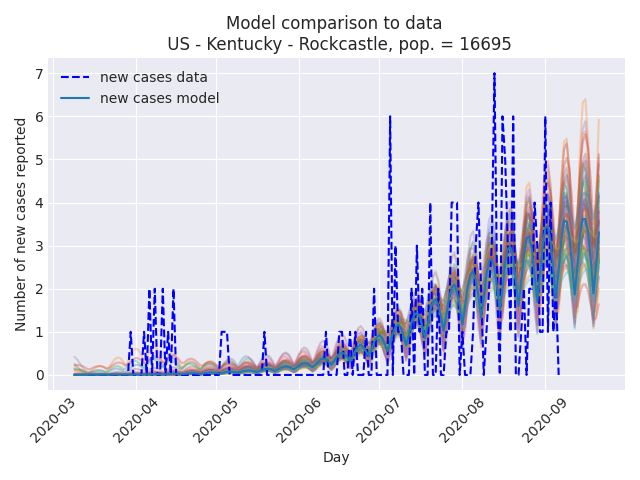 Model comparison to data
US - Kentucky - Rockcastle, pop. = 16695
new cases data
new cases model
Number of new cases reported
7
6
5
4
3
2
1
0
2020-03
2020-04
2020-05
2020-06
2020-07
2020-08
2020-09
Day